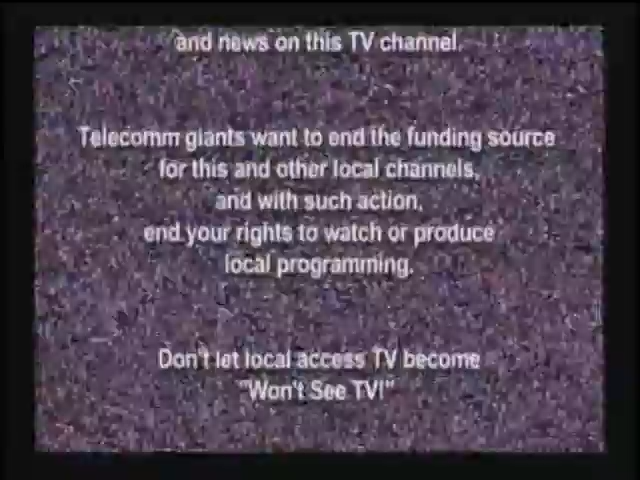 and news on this TV channel.
Telecomm giants want to end the funding source
for this and other local channels,
and with such action,
end your rights to watch or produce
local programming.
Don't let local access TV become
"Won't See TV!"